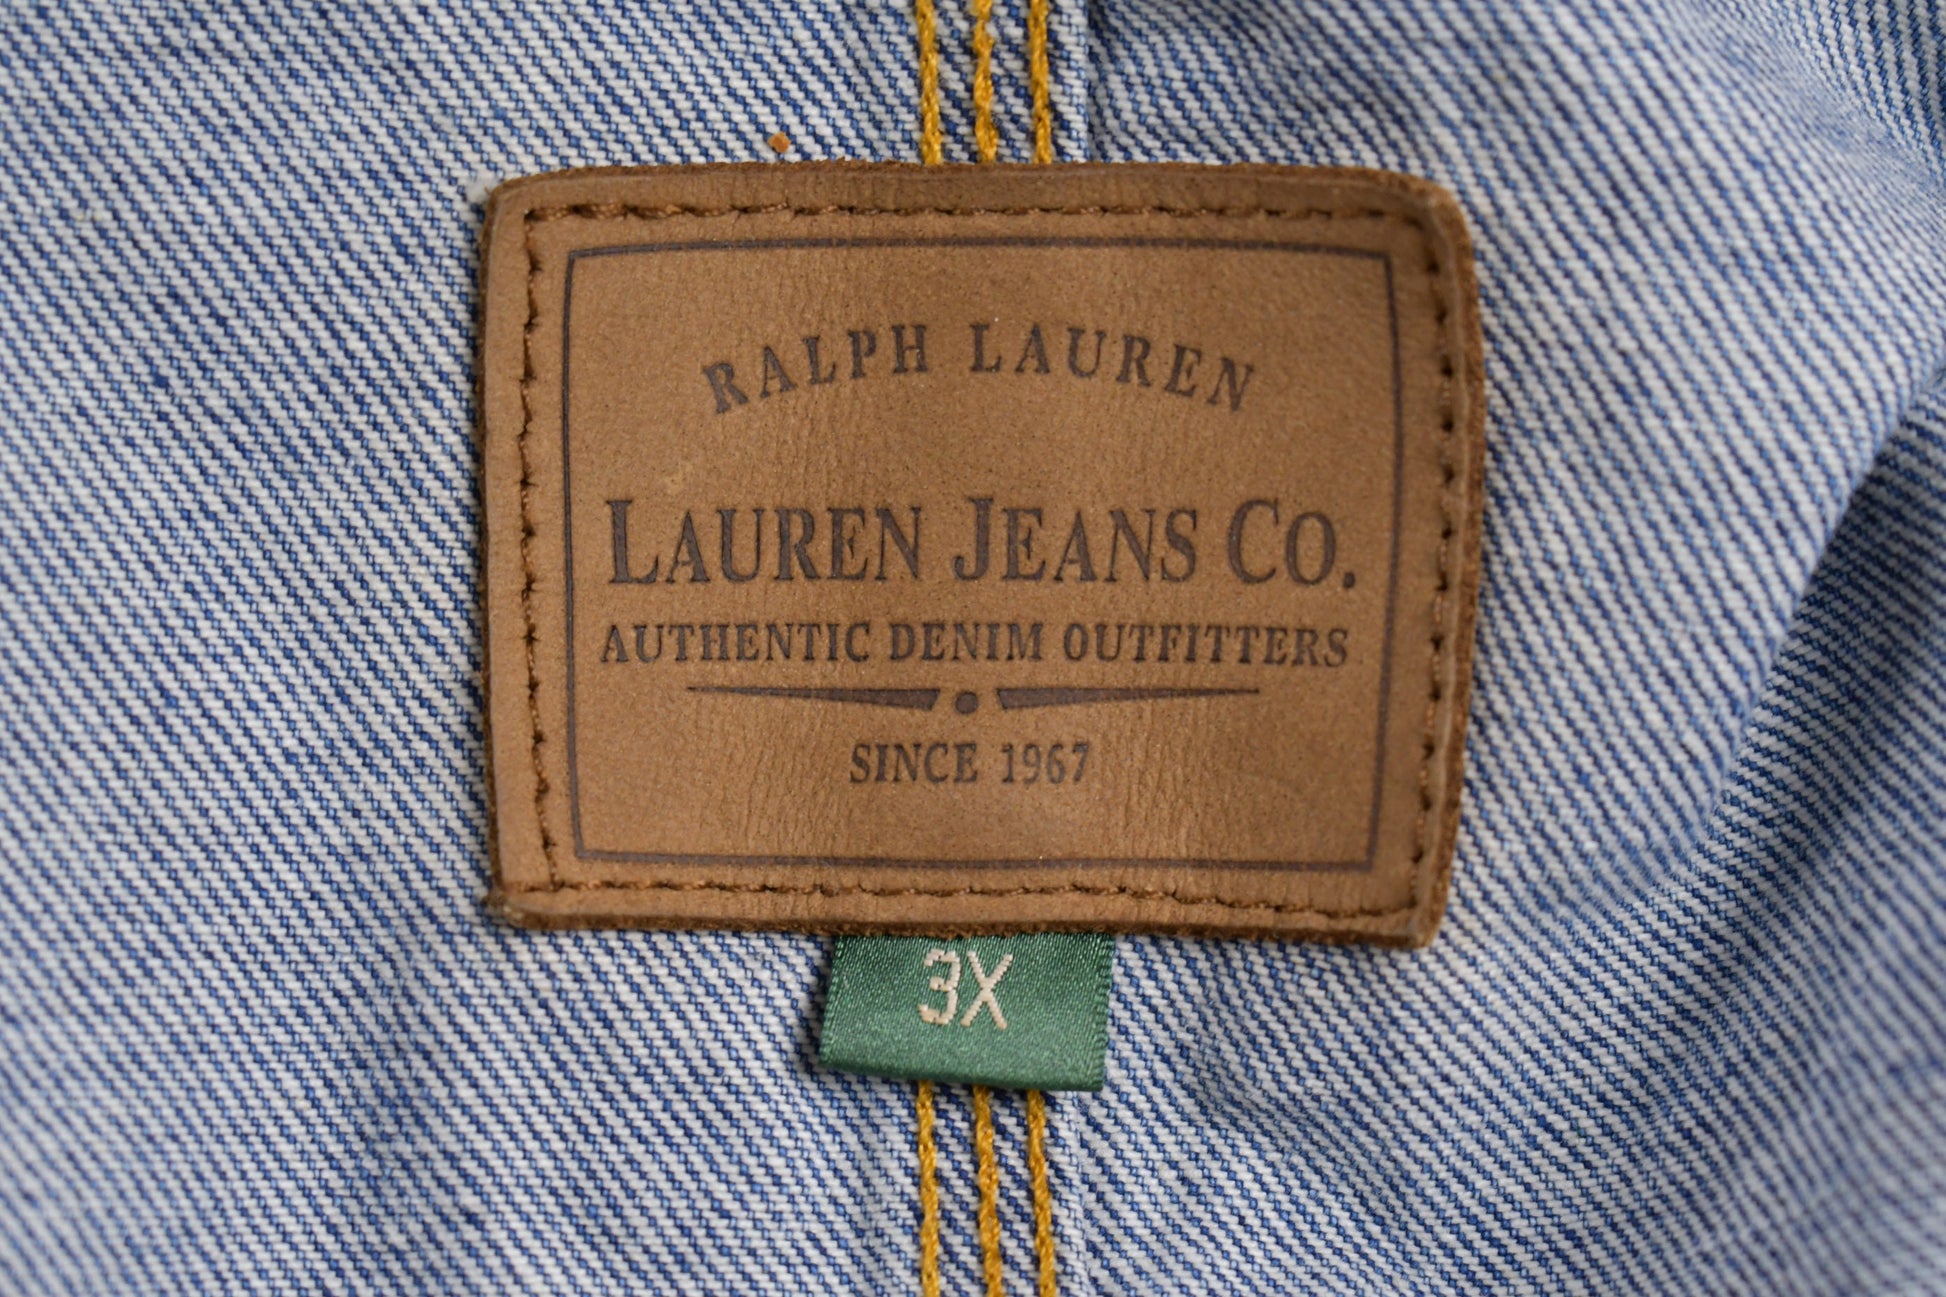 RALPH LAUREN
LAUREN JEANS CO.
AUTHENTIC DENIM OUTFITTERS
SINCE 1967
3X